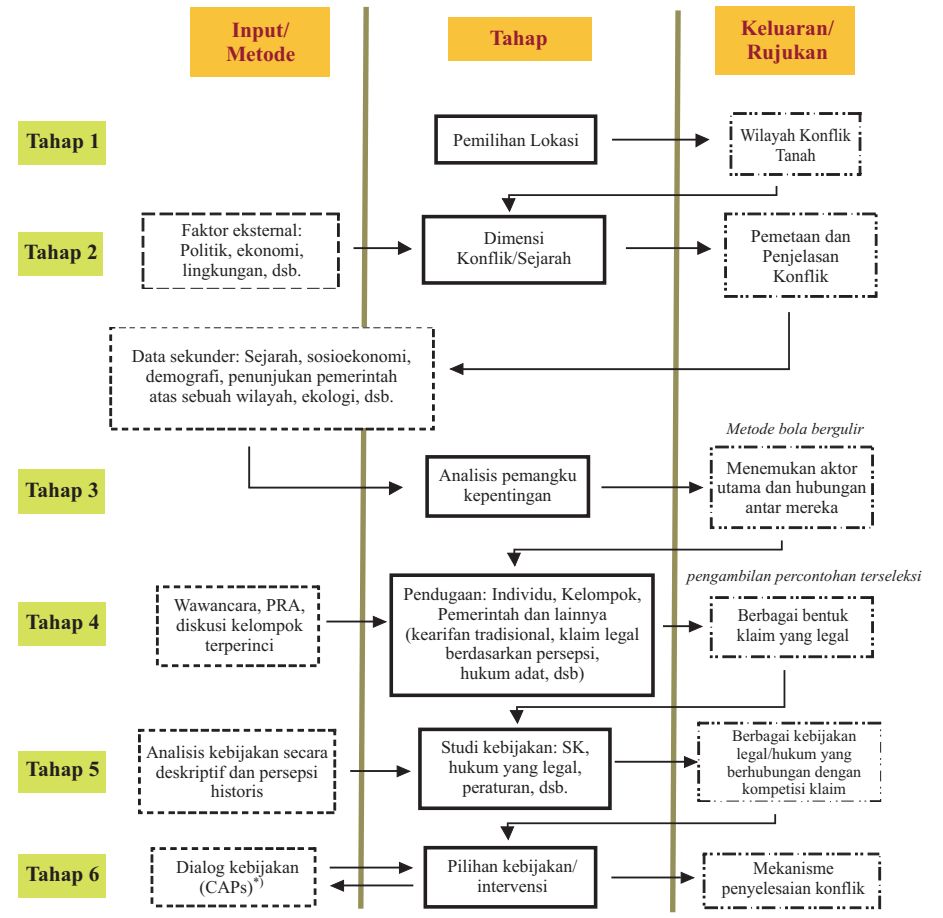 Input/
Metode
Tahap
Keluaran/
Rujukan
Tahap 1
Pemilihan Lokasi
Wilayah Konflik
Tanah
Tahap 2
Faktor eksternal:
Politik, ekonomi,
lingkungan, dsb.
Dimensi
Konflik/Sejarah
Pemetaan dan
Penjelasan
Konflik
Data sekunder: Sejarah, sosioekonomi,
demografi, penunjukan pemerintah
atas sebuah wilayah, ekologi, dsb.
Tahap 3
Analisis pemangku
kepentingan
Metode bola bergulir
Menemukan aktor
utama dan hubungan
antar mereka
Tahap 4
Wawancara, PRA,
diskusi kelompok
terperinci
Pendugaan: Individu, Kelompok,
Pemerintah dan lainnya
(kearifan tradisional, klaim legal
berdasarkan persepsi,
hukum adat, dsb)
pengambilan percontohan terseleksi
Berbagai bentuk
klaim yang legal
Tahap 5
Analisis kebijakan secara
deskriptif dan persepsi
historis
Studi kebijakan: SK,
hukum yang legal,
peraturan, dsb.
Berbagai kebijakan
legal/hukum yang
berhubungan dengan
kompetisi klaim
Tahap 6
Dialog kebijakan
(CAPs)*)
Pilihan kebijakan/
intervensi
Mekanisme
penyelesaian konflik